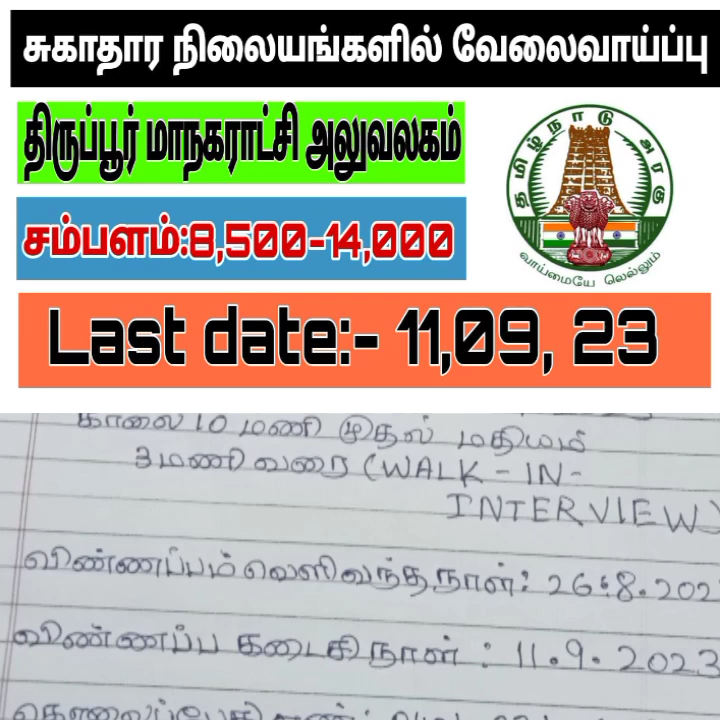 சுகாதார நிலையங்களில் வேலைவாய்ப்பு
திருப்பூர் மாநகராட்சி அலுவலகம்
தமிழ்நாடு அரசு
வாய்மையே வெல்லும்
சம்பளம்:8,500-14,000
Last date:- 11,09, 23
காலை 10 மணி முதல் மதியம்
3 மணி வரை (WALK - IN -
INTERVIEW)
விண்ணப்பம் வெளிவந்த நாள்: 26.8.202
விண்ணப்ப கடைசி நாள் : 11.9.2023